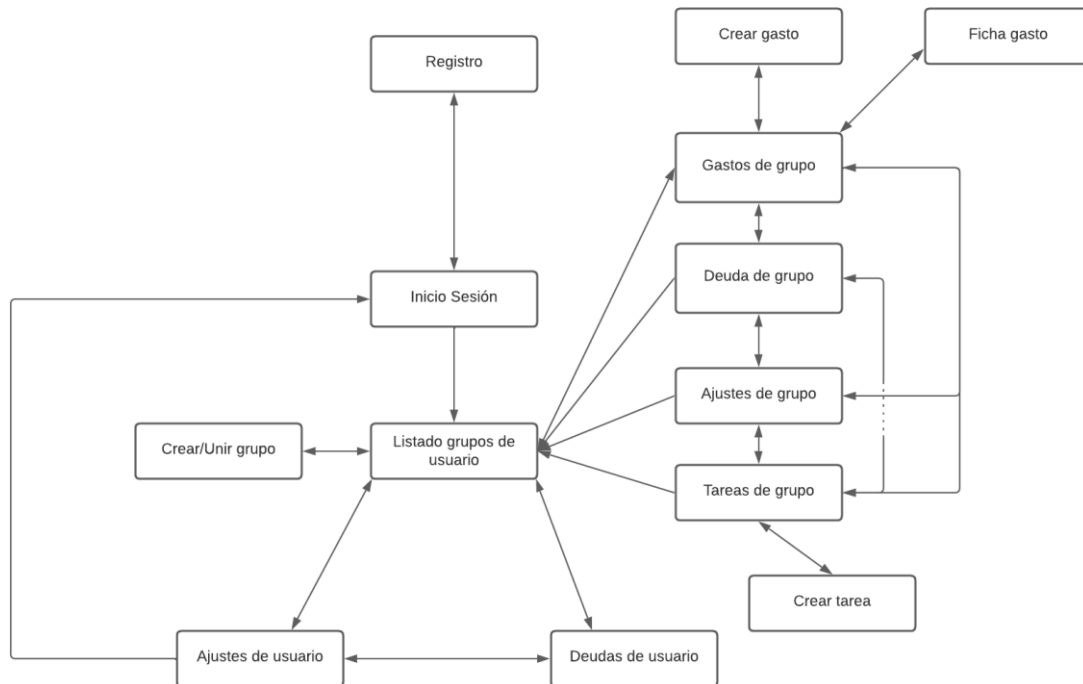 Crear gasto
Ficha gasto
Registro
Gastos de grupo
Deuda de grupo
Inicio Sesión
Ajustes de grupo
Crear/Unir grupo
Listado grupos de
usuario
Tareas de grupo
Crear tarea
Ajustes de usuario
Deudas de usuario